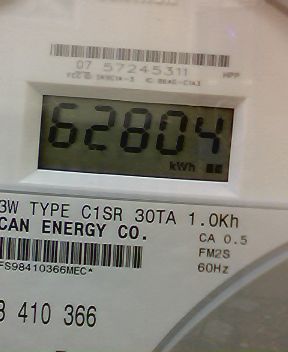 07 57245311 HPP
62804
kWh
3W TYPE C1SR 30TA 1.0Kh
CAN ENERGY CO. CA 0.5
FM2S
FS98410366MEC* 60Hz
3 410 366